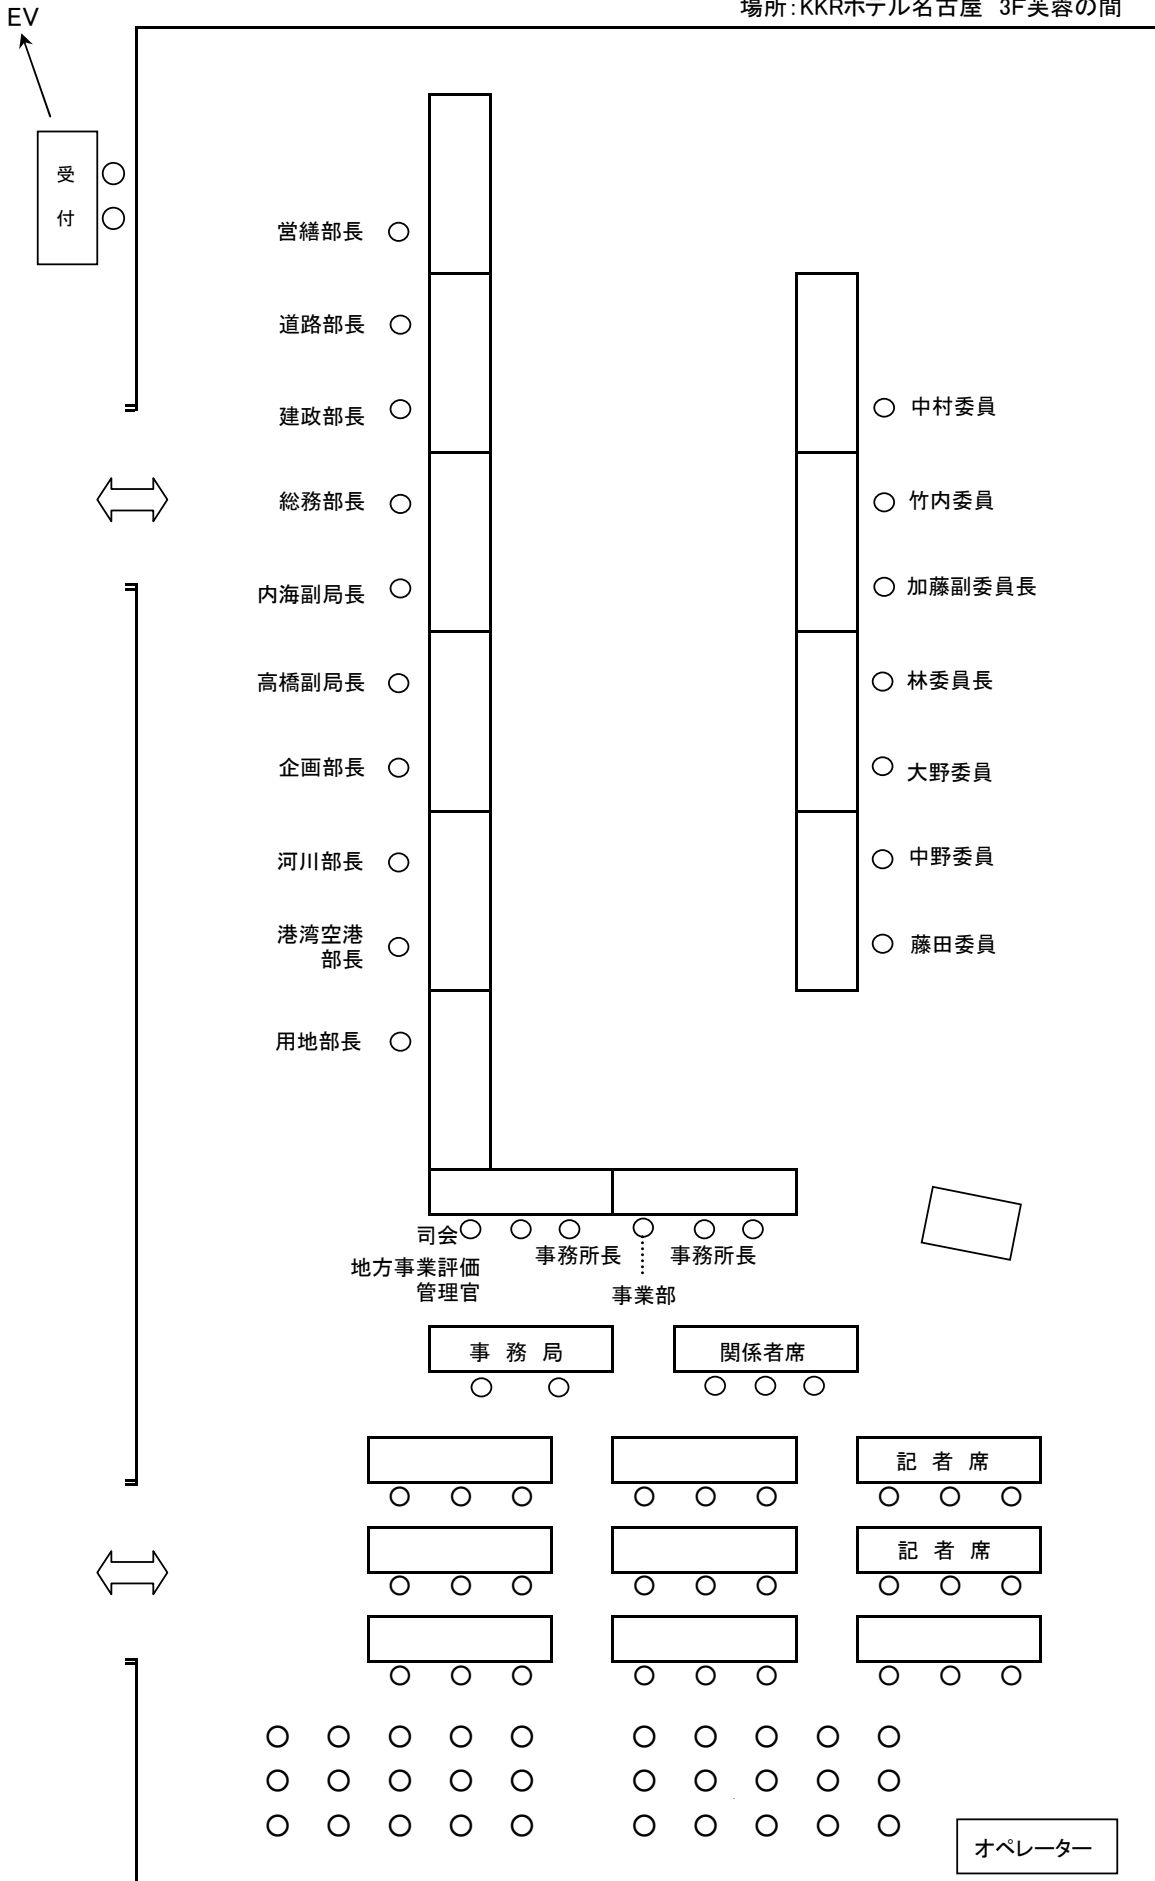 場所：KKRホテル名古屋 3F芙蓉の間
EV
受
付
営繕部長
道路部長
建政部長
総務部長
内海副局長
高橋副局長
企画部長
河川部長
港湾空港
部長
用地部長
中村委員
竹内委員
加藤副委員長
林委員長
大野委員
中野委員
藤田委員
司会
地方事業評価
管理官
事務所長
事業部
事務所長
事 務 局
関係者席
記 者 席
記 者 席
オペレーター